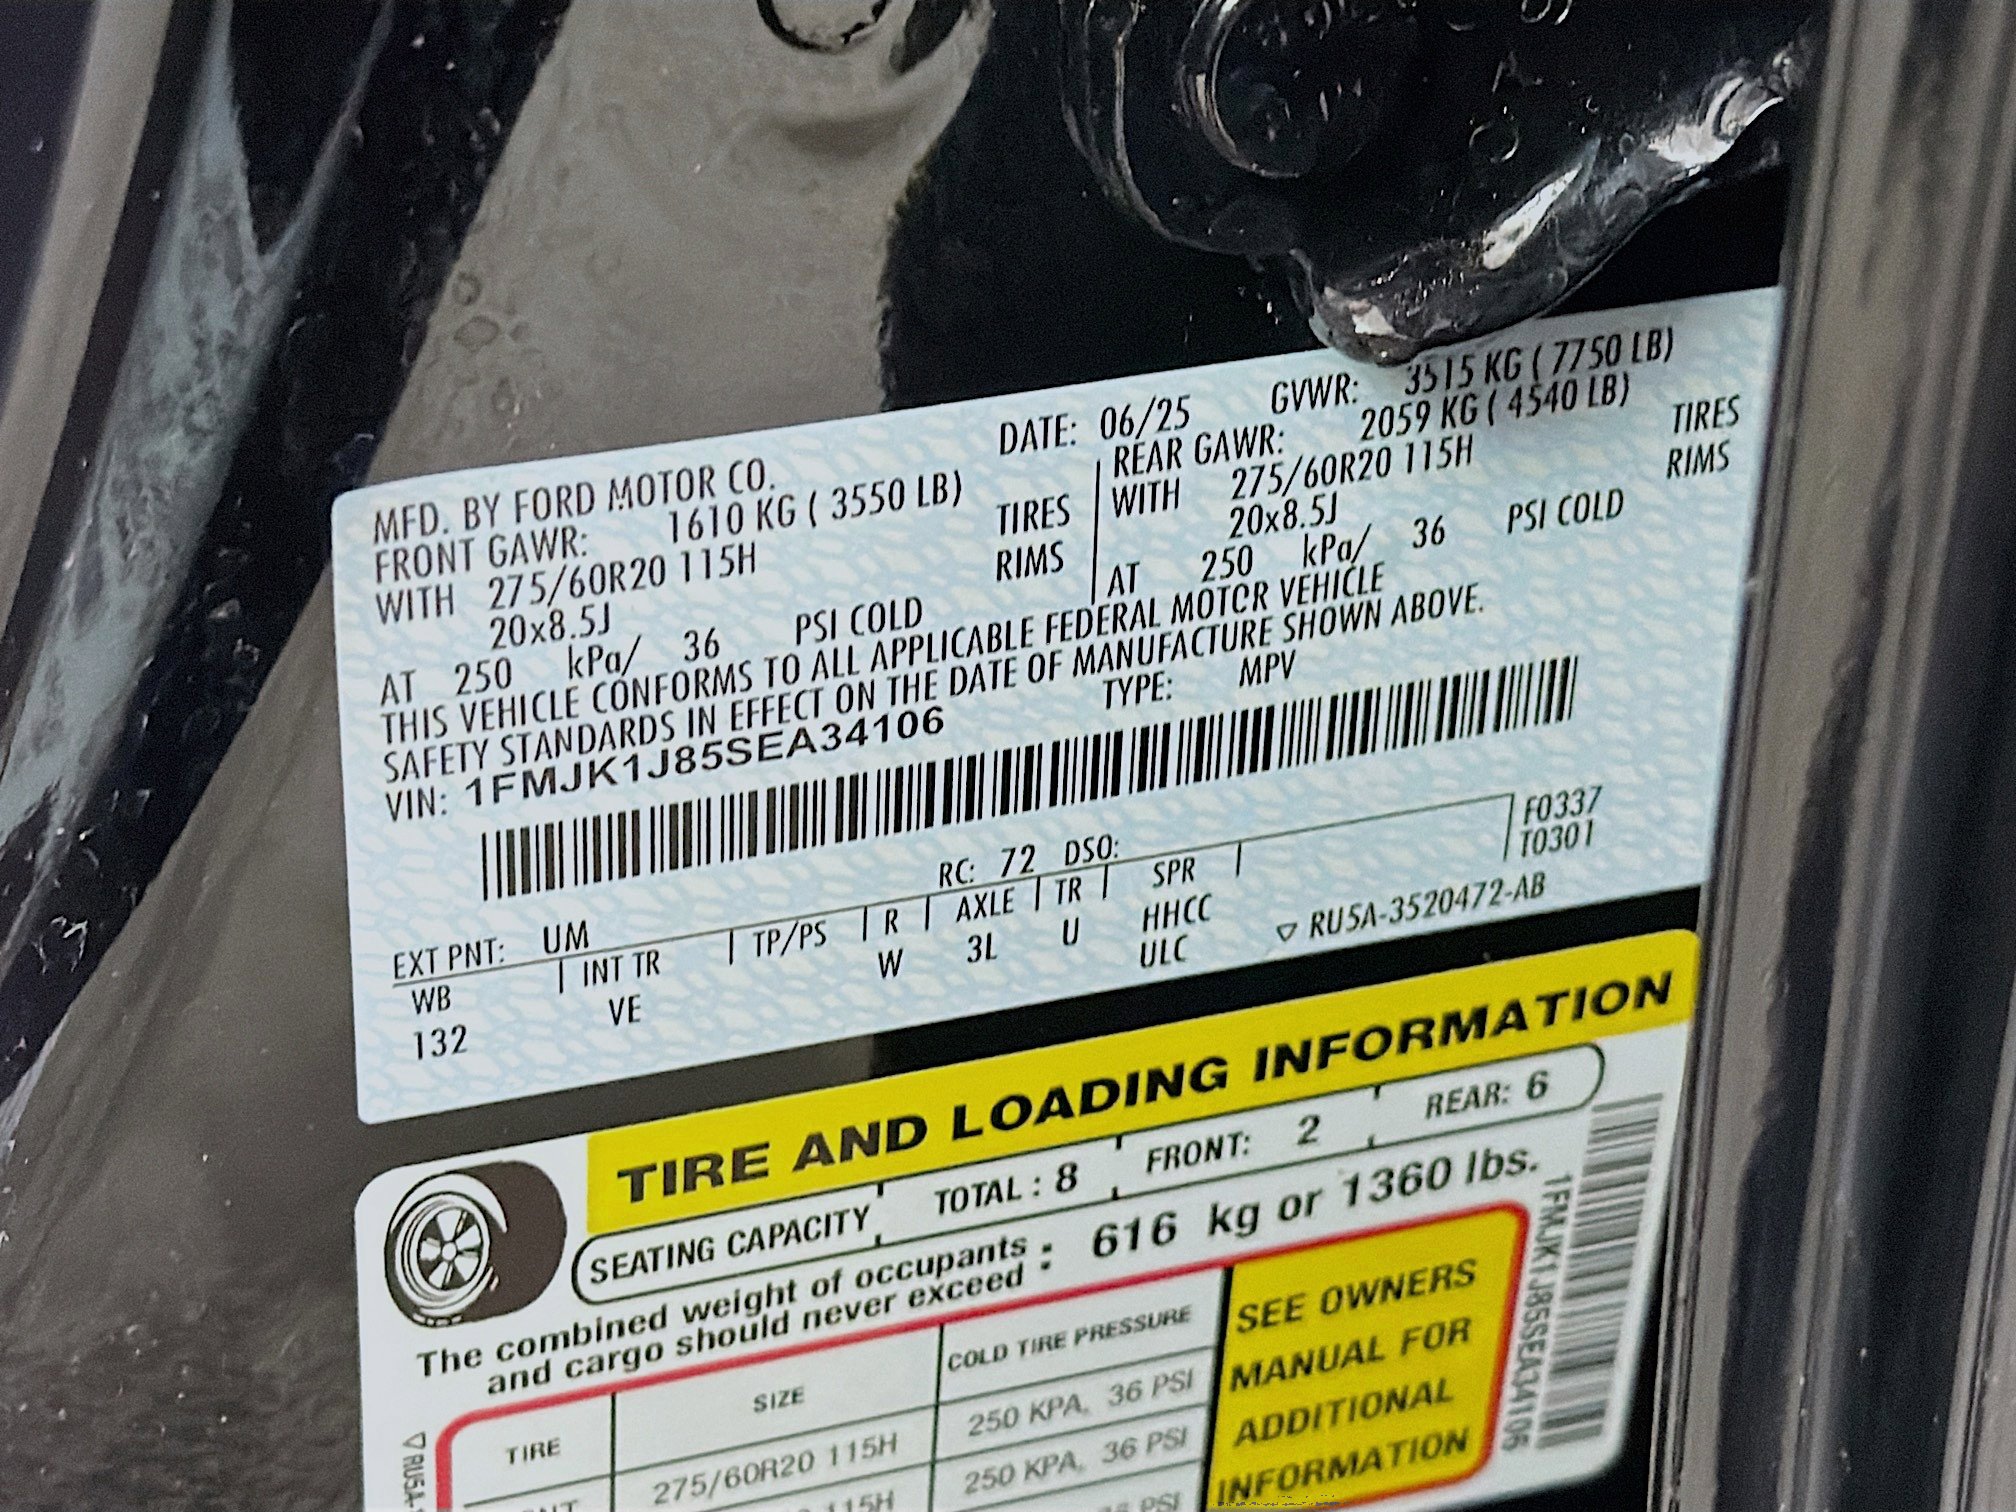 MFD. BY FORD MOTOR CO. DATE: 06/25 GVWR: 3515 KG ( 7750 LB)
FRONT GAWR: 1610 KG ( 3550 LB) REAR GAWR: 2059 KG ( 4540 LB)
WITH 275/60R20 115H TIRES WITH 275/60R20 115H TIRES
20x8.5J RIMS 20x8.5J RIMS
AT 250 kPa/ 36 PSI COLD AT 250 kPa/ 36 PSI COLD
THIS VEHICLE CONFORMS TO ALL APPLICABLE FEDERAL MOTOR VEHICLE
SAFETY STANDARDS IN EFFECT ON THE DATE OF MANUFACTURE SHOWN ABOVE.
VIN: 1FMJK1J85SEA34106 TYPE: MPV
F0337
T0301
EXT PNT: UM RC: 72 DSO:
WB INT TR TP/PS R AXLE TR SPR
132 VE W 3L U HHCC
ULC
▽ RU5A-3520472-AB
TIRE AND LOADING INFORMATION
SEATING CAPACITY TOTAL : 8 FRONT: 2 REAR: 6
The combined weight of occupants
and cargo should never exceed : 616 kg or 1360 lbs.
TIRE SIZE COLD TIRE PRESSURE
275/60R20 115H 250 KPA, 36 PSI
115H 250 KPA, 36 PSI
PSI
SEE OWNERS
MANUAL FOR
ADDITIONAL
INFORMATION
1FMJK1J85SEA34106
▽RU5A-